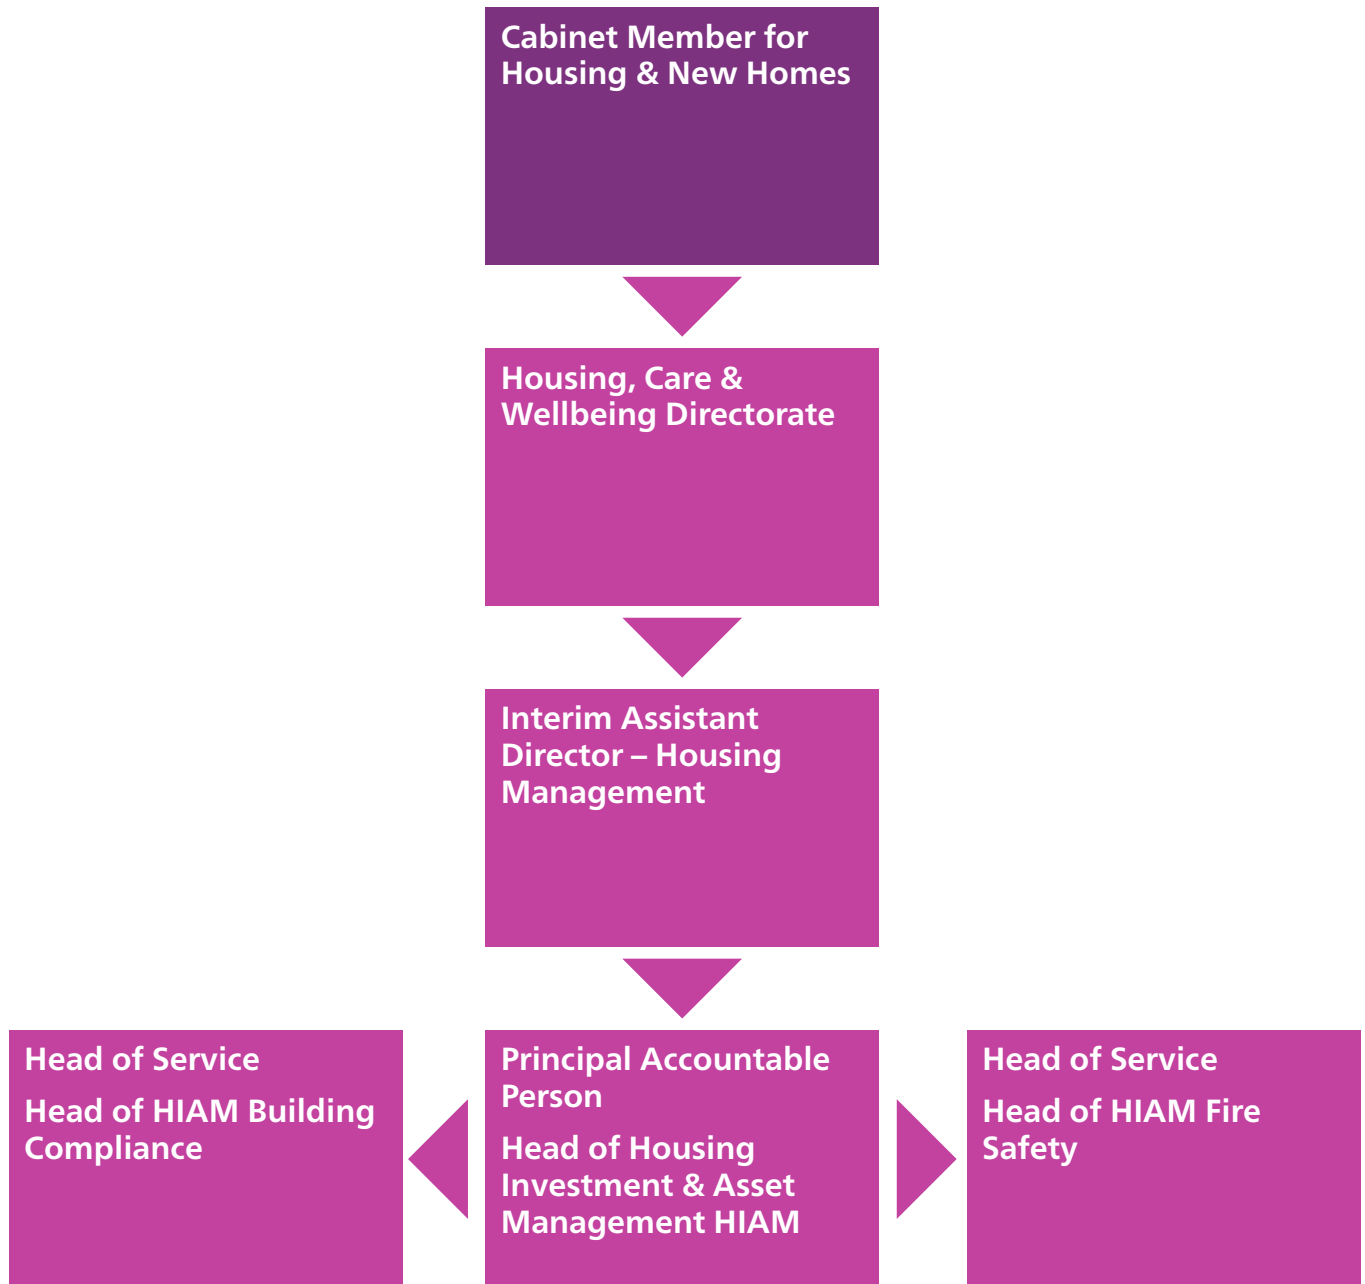 Cabinet Member for
Housing & New Homes
Housing, Care &
Wellbeing Directorate
Interim Assistant
Director – Housing
Management
Head of Service
Head of HIAM Building
Compliance
Principal Accountable
Person
Head of Housing
Investment & Asset
Management HIAM
Head of Service
Head of HIAM Fire
Safety